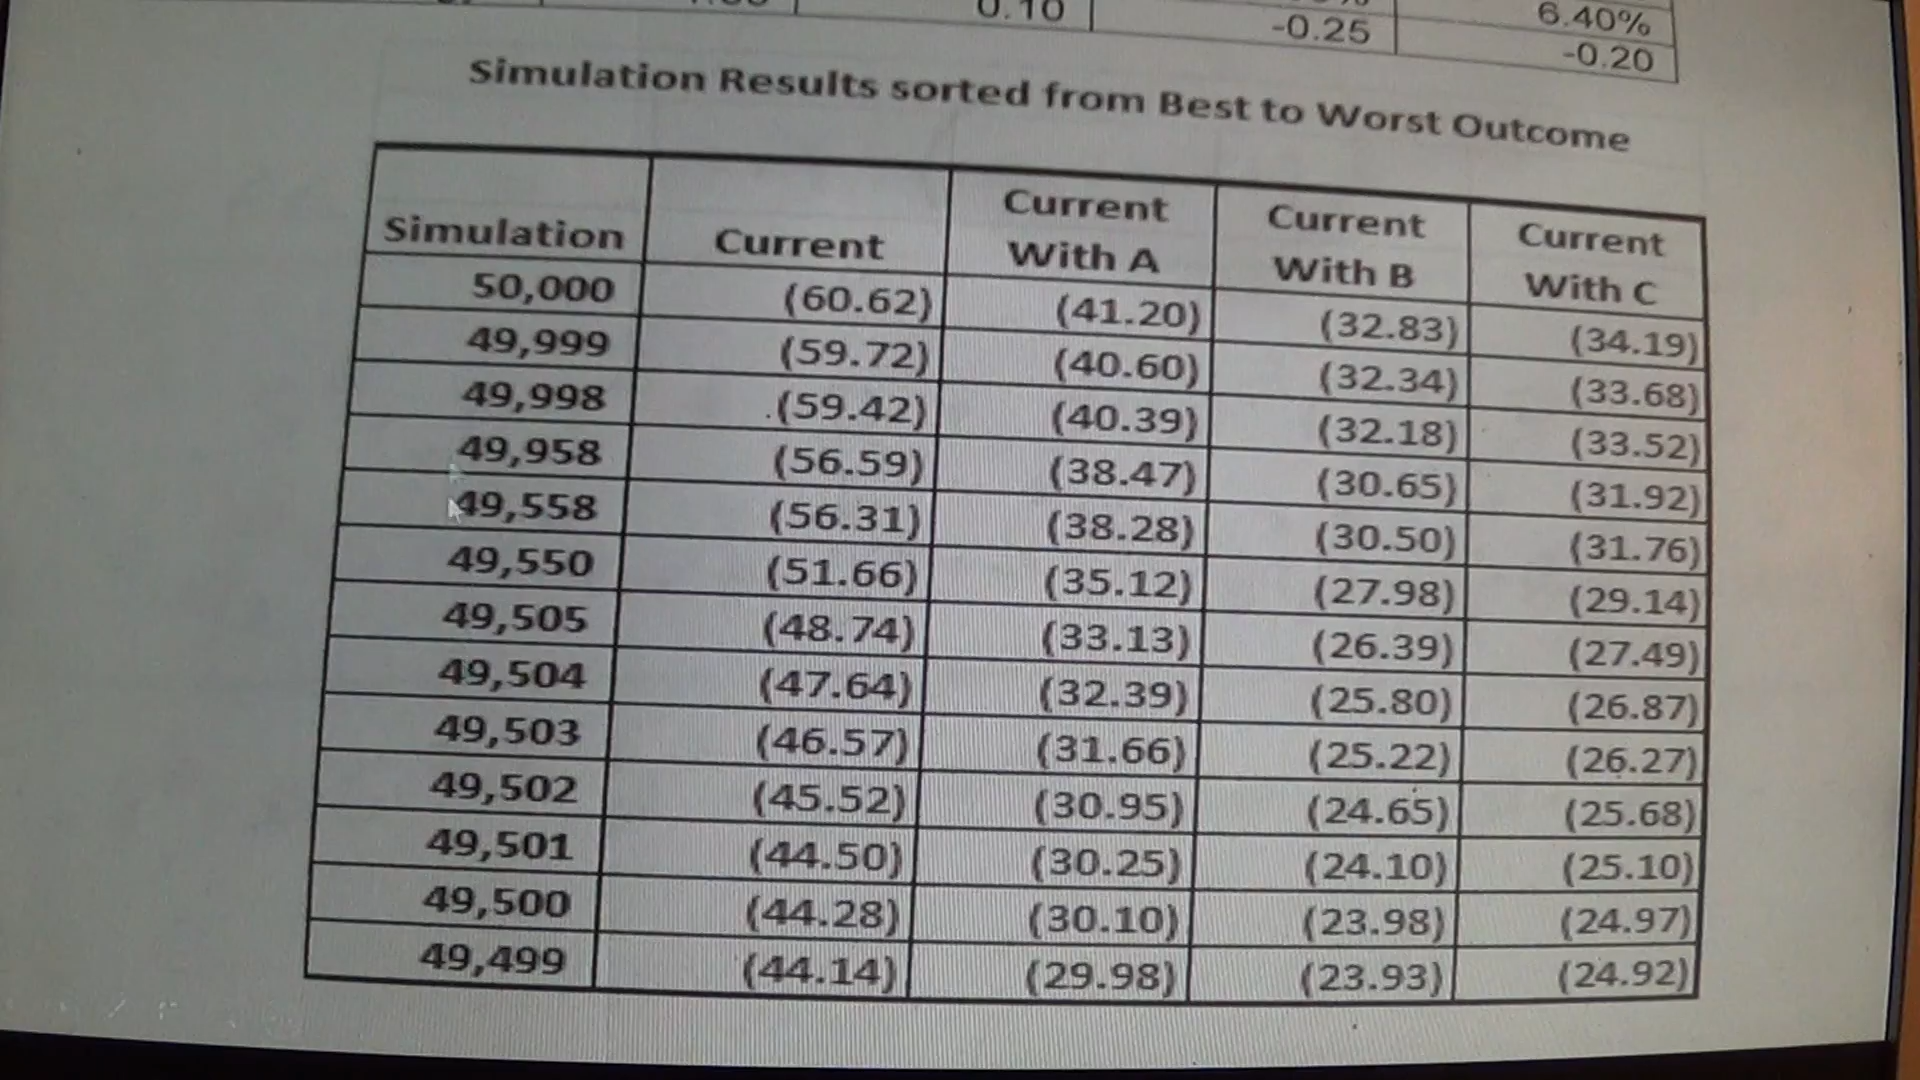 0.10 -0.25 6.40%
-0.20
Simulation Results sorted from Best to Worst Outcome
Simulation Current Current With A Current With B Current With C
50,000 (60.62) (41.20) (32.83) (34.19)
49,999 (59.72) (40.60) (32.34) (33.68)
49,998 (59.42) (40.39) (32.18) (33.52)
49,958 (56.59) (38.47) (30.65) (31.92)
49,558 (56.31) (38.28) (30.50) (31.76)
49,550 (51.66) (35.12) (27.98) (29.14)
49,505 (48.74) (33.13) (26.39) (27.49)
49,504 (47.64) (32.39) (25.80) (26.87)
49,503 (46.57) (31.66) (25.22) (26.27)
49,502 (45.52) (30.95) (24.65) (25.68)
49,501 (44.50) (30.25) (24.10) (25.10)
49,500 (44.28) (30.10) (23.98) (24.97)
49,499 (44.14) (29.98) (23.93) (24.92)